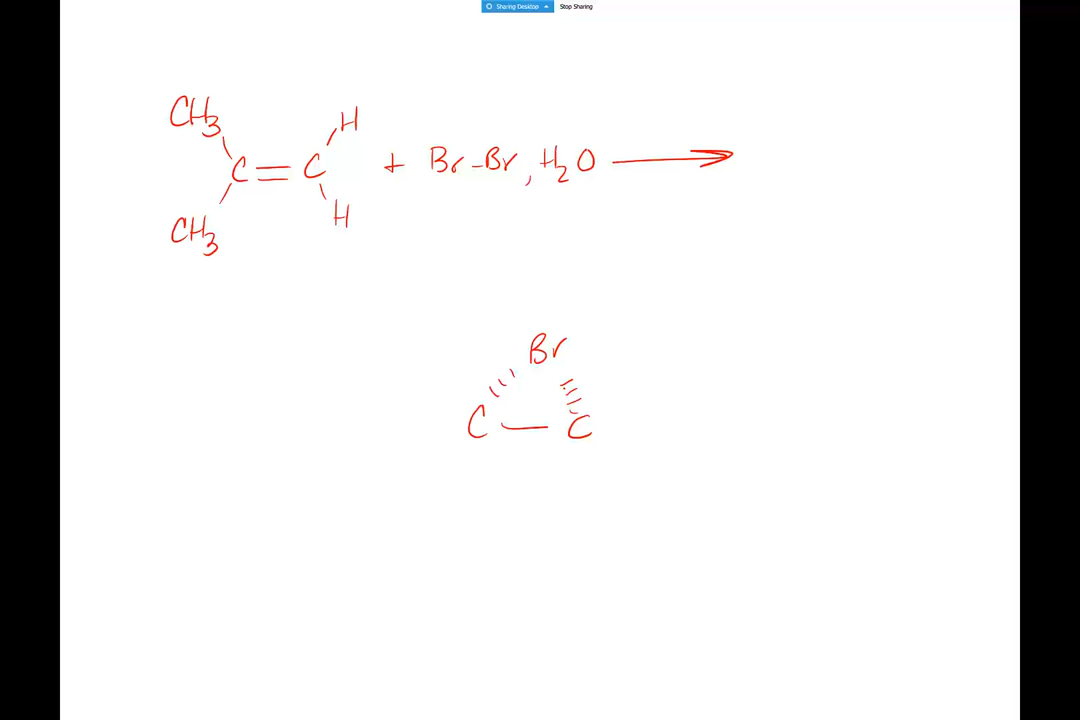 Sharing Desktop Stop Sharing
CH3 H
C=C + Br-Br, H2O
CH3 H
Br
C — C